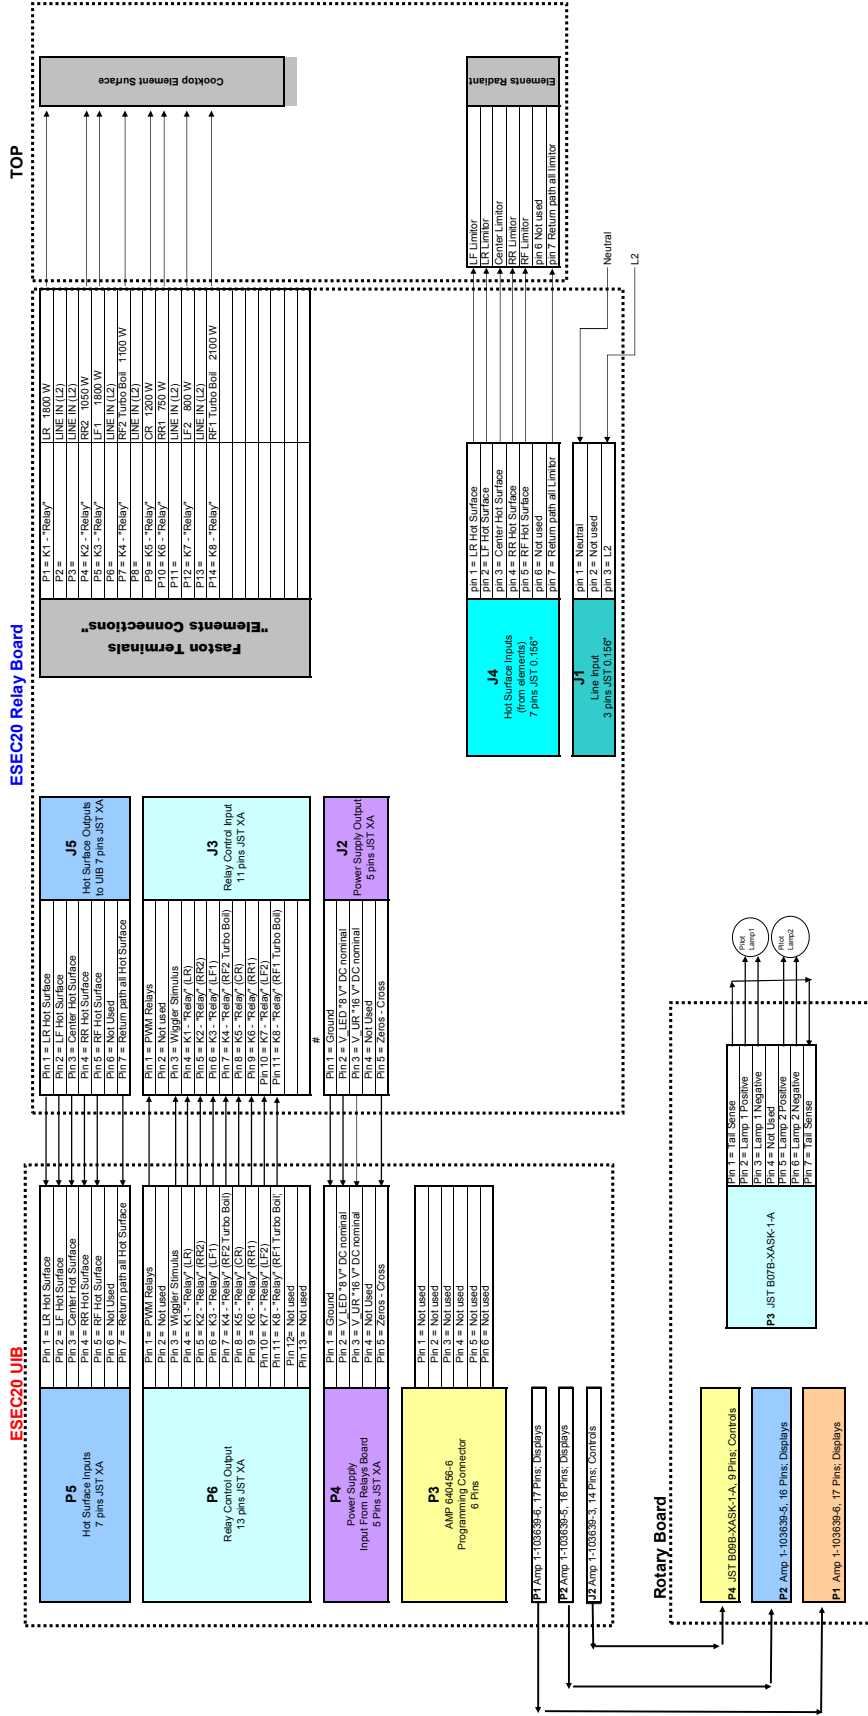 ESEC20 UIB
P5
Hot Surface Inputs
7 pins JST XA
Pin 1 = LR Hot Surface
Pin 2 = LF Hot Surface
Pin 3 = Center Hot Surface
Pin 4 = RR Hot Surface
Pin 5 = RF Hot Surface
Pin 6 = Not Used
Pin 7 = Return path all Hot Surface
P6
Relay Control Output
13 pins JST XA
Pin 1 = PWM Relays
Pin 2 = Not used
Pin 3 = Wiggler Stimulus
Pin 4 = K1 - "Relay" (LR)
Pin 5 = K2 - "Relay" (RR2)
Pin 6 = K3 - "Relay" (LF1)
Pin 7 = K4 - "Relay" (RF2 Turbo Boil)
Pin 8 = K5 - "Relay" (CR)
Pin 9 = K6 - "Relay" (RR1)
Pin 10 = K7 - "Relay" (LF2)
Pin 11 = K8 - "Relay" (RF1 Turbo Boil',
Pin 12= Not used
Pin 13 = Not used
P4
Power Supply
Input From Relays Board
5 Pins JST XA
Pin 1 = Ground
Pin 2 = V_LED "8 V" DC nominal
Pin 3 = V_UR "16 V" DC nominal
Pin 4 = Not Used
Pin 5 = Zeros - Cross
P3
AMP 640456-6
Programming Connector
6 Pins
Pin 1 = Not used
Pin 2 = Not used
Pin 3 = Not used
Pin 4 = Not used
Pin 5 = Not used
Pin 6 = Not used
P1 Amp 1-103639-6, 17 Pins; Displays
P2 Amp 1-103639-5, 16 Pins; Displays
J2 Amp 1-103639-3, 14 Pins; Controls
ESEC20 Relay Board
J5
Hot Surface Outputs
to UIB 7 pins JST XA
Pin 1 = LR Hot Surface
Pin 2 = LF Hot Surface
Pin 3 = Center Hot Surface
Pin 4 = RR Hot Surface
Pin 5 = RF Hot Surface
Pin 6 = Not Used
Pin 7 = Return path all Hot Surface
J3
Relay Control Input
11 pins JST XA
Pin 1 = PWM Relays
Pin 2 = Not used
Pin 3 = Wiggler Stimulus
Pin 4 = K1 - "Relay" (LR)
Pin 5 = K2 - "Relay" (RR2)
Pin 6 = K3 - "Relay" (LF1)
Pin 7 = K4 - "Relay" (RF2 Turbo Boil)
Pin 8 = K5 - "Relay" (CR)
Pin 9 = K6 - "Relay" (RR1)
Pin 10 = K7 - "Relay" (LF2)
Pin 11 = K8 - "Relay" (RF1 Turbo Boil)
#
J2
Power Supply Output
5 pins JST XA
Pin 1 = Ground
Pin 2 = V_LED "8 V" DC nominal
Pin 3 = V_UR "16 V" DC nominal
Pin 4 = Not Used
Pin 5 = Zeros - Cross
Faston Terminals
"Elements Connections"
P1 = K1 - "Relay" LR 1800 W
P2 = LINE IN (L2)
P3 = LINE IN (L2)
P4 = K2 - "Relay" RR2 1050 W
P5 = K3 - "Relay" LF1 1800 W
P6 = LINE IN (L2)
P7 = K4 - "Relay" RF2 Turbo Boil 1100 W
P8 = LINE IN (L2)
P9 = K5 - "Relay" CR 1200 W
P10 = K6 - "Relay" RR1 750 W
P11 = LINE IN (L2)
P12 = K7 - "Relay" LF2 800 W
P13 = LINE IN (L2)
P14 = K8 - "Relay" RF1 Turbo Boil 2100 W
J4
Hot Surface Inputs
(from elements)
7 pins JST 0.156"
pin 1 = LR Hot Surface
pin 2 = LF Hot Surface
pin 3 = Center Hot Surface
pin 4 = RR Hot Surface
pin 5 = RF Hot Surface
pin 6 = Not used
pin 7 = Return path all Limitor
J1
Line Input
3 pins JST 0.156"
pin 1 = Neutral
pin 2 = Not used
pin 3 = L2
Neutral
L2
TOP
Cooktop Element Surface
Elements Radiant
LF Limitor
LR Limitor
Center Limitor
RR Limitor
RF Limitor
pin 6 Not used
pin 7 Return path all limitor
Rotary Board
P4 JST B09B-XASK-1-A, 9 Pins; Controls
P2 Amp 1-103639-5, 16 Pins; Displays
P1 Amp 1-103639-6, 17 Pins; Displays
P3 JST B07B-XASK-1-A
Pin 1 = Tail Sense
Pin 2 = Lamp 1 Positive
Pin 3 = Lamp 1 Negative
Pin 4 = Not Used
Pin 5 = Lamp 2 Positive
Pin 6 = Lamp 2 Negative
Pin 7 = Tail Sense
Pilot
Lamp1
Pilot
Lamp2